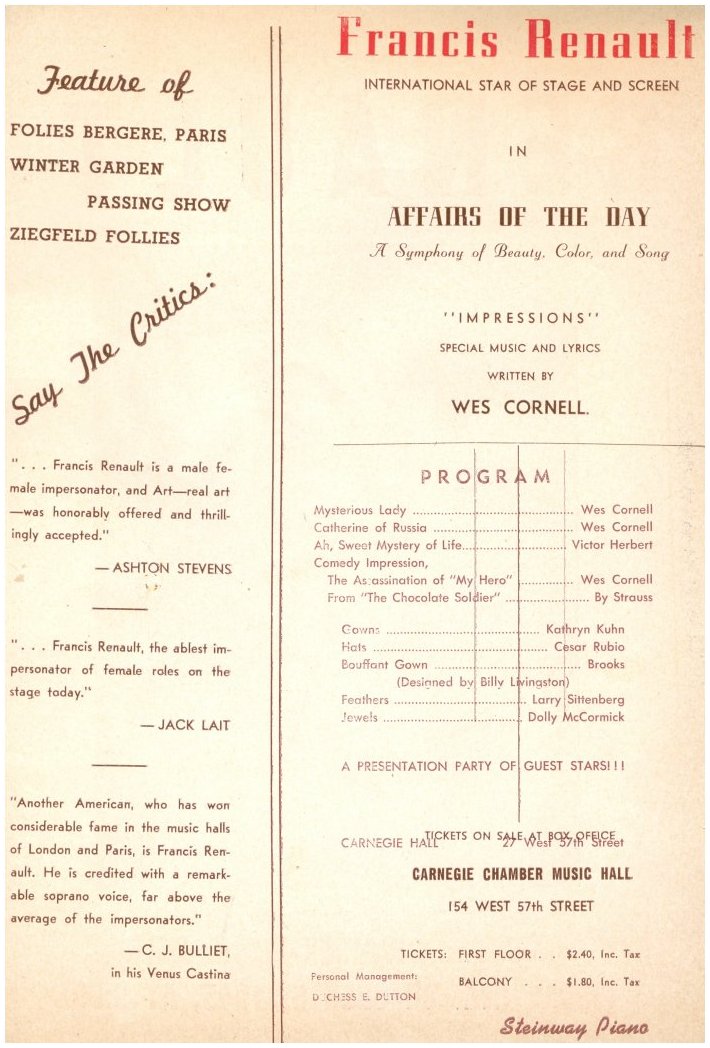 Feature of
FOLIES BERGERE, PARIS
WINTER GARDEN
PASSING SHOW
ZIEGFELD FOLLIES
Say The Critics:
". . . Francis Renault is a male fe-
male impersonator, and Art—real art
—was honorably offered and thrill-
ingly accepted."
— ASHTON STEVENS
". . . Francis Renault, the ablest im-
personator of female roles on the
stage today."
— JACK LAIT
"Another American, who has won
considerable fame in the music halls
of London and Paris, is Francis Ren-
ault. He is credited with a remark-
able soprano voice, far above the
average of the impersonators."
— C. J. BULLIET,
in his Venus Castina
Francis Renault
INTERNATIONAL STAR OF STAGE AND SCREEN
IN
AFFAIRS OF THE DAY
A Symphony of Beauty, Color, and Song
"IMPRESSIONS"
SPECIAL MUSIC AND LYRICS
WRITTEN BY
WES CORNELL.
PROGRAM
Mysterious Lady ........ Wes Cornell
Catherine of Russia ........ Wes Cornell
Ah, Sweet Mystery of Life........ Victor Herbert
Comedy Impression,
The Assassination of "My Hero" ........ Wes Cornell
From "The Chocolate Soldier" ........ By Strauss
Gowns ........ Kathryn Kuhn
Hats ........ Cesar Rubio
Bouffant Gown ........ Brooks
(Designed by Billy Livingston)
Feathers ........ Larry Sittenberg
Jewels ........ Dolly McCormick
A PRESENTATION PARTY OF GUEST STARS!!!
TICKETS ON SALE AT BOX OFFICE
CARNEGIE HALL 27 West 57th Street
CARNEGIE CHAMBER MUSIC HALL
154 WEST 57th STREET
TICKETS: FIRST FLOOR . . $2.40, Inc. Tax
BALCONY . . . $1.80, Inc. Tax
Personal Management:
DUCHESS E. DUTTON
Steinway Piano